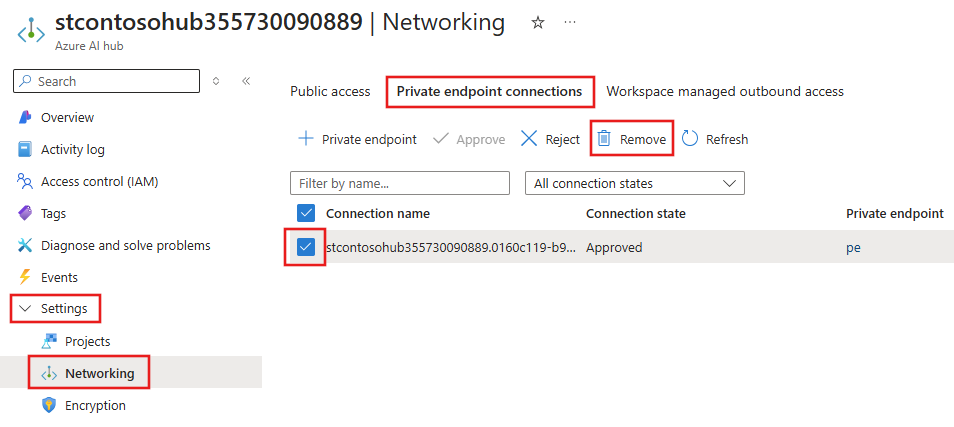 stcontosohub355730090889 | Networking
Azure AI hub
Search
Overview
Activity log
Access control (IAM)
Tags
Diagnose and solve problems
Events
Settings
Projects
Networking
Encryption
Public access Private endpoint connections Workspace managed outbound access
Private endpoint Approve Reject Remove Refresh
Filter by name... All connection states
Connection name Connection state Private endpoint
stcontosohub355730090889.0160c119-b9... Approved pe